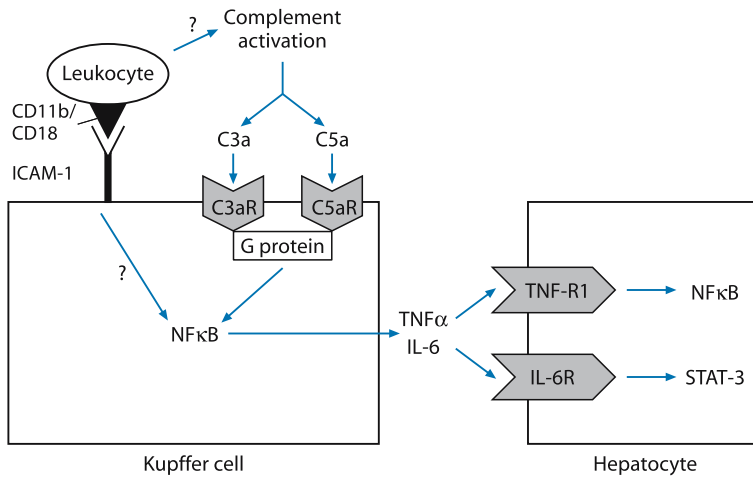 ?
Complement
activation
Leukocyte
CD11b/
CD18
C3a
C5a
ICAM-1
C3aR
C5aR
G protein
?
TNF-R1
NFκB
NFκB
TNFα
IL-6
IL-6R
STAT-3
Kupffer cell
Hepatocyte